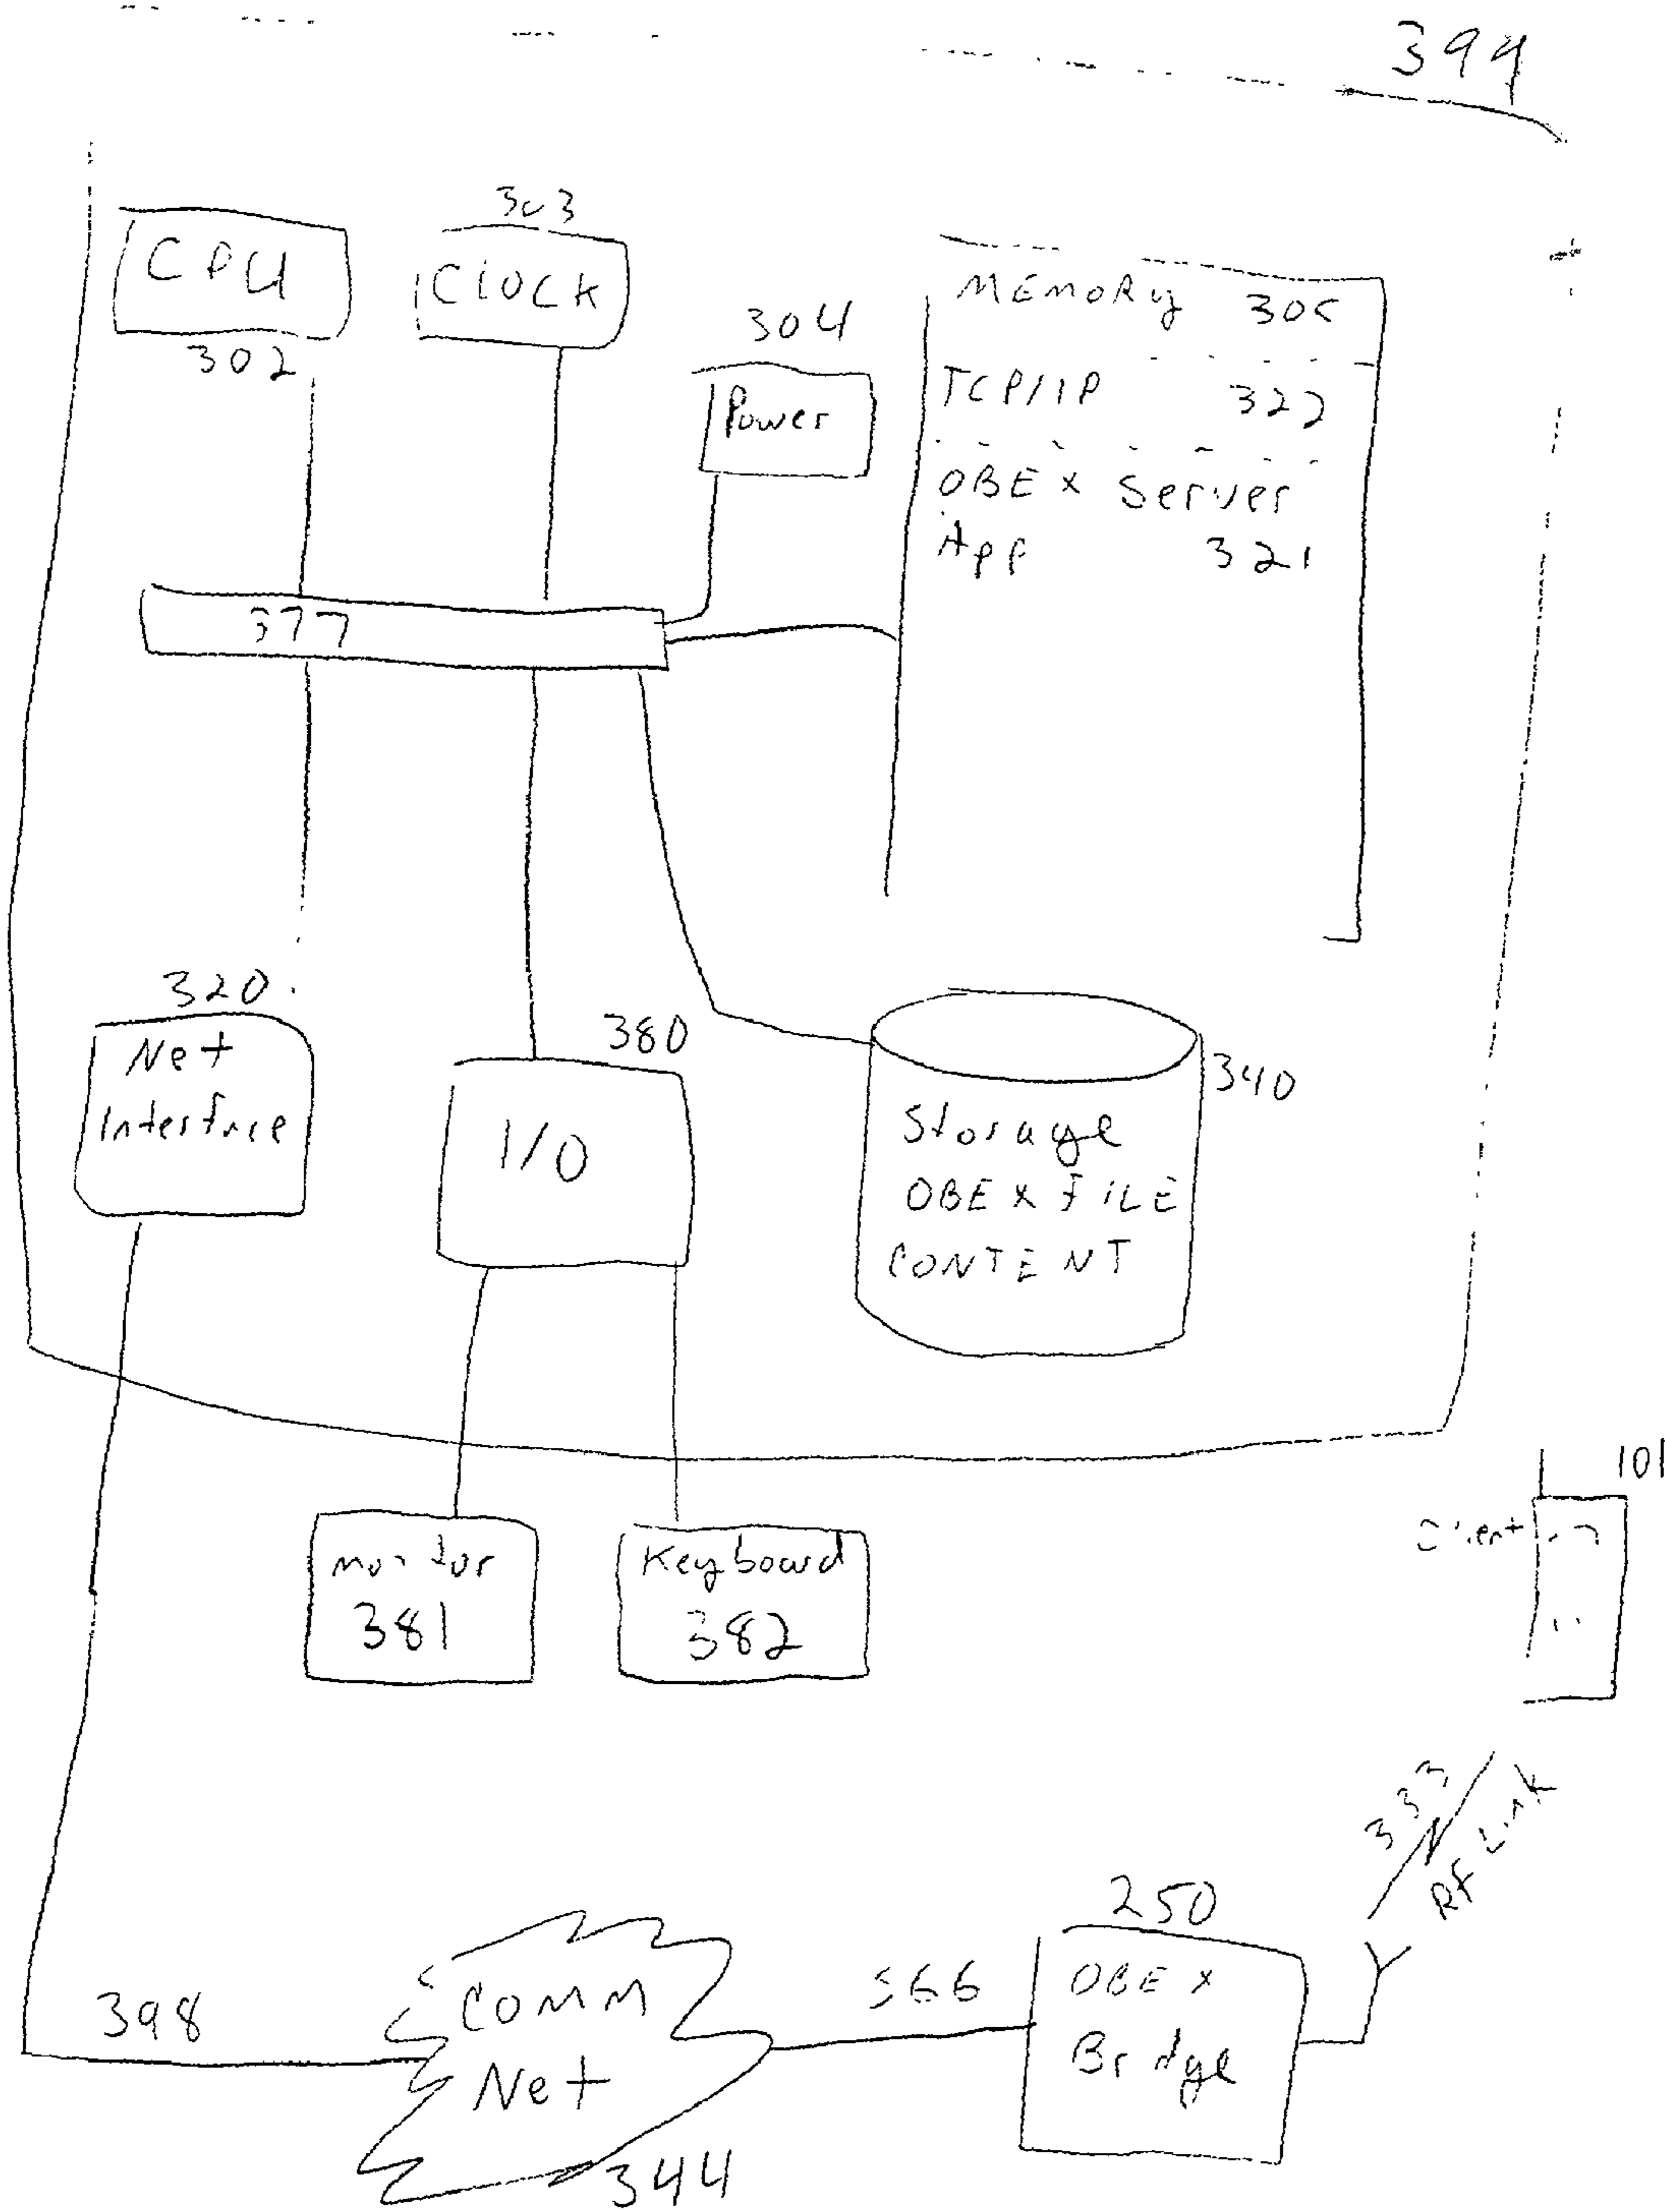 399
303
CPU
CLOCK
302
304
Power
MEMORY
TCP/IP 322
OBEX Server
App 321
377
320
Net
Interface
380
I/O
340
Storage
OBEX FILE
CONTENT
101
Client
monitor
381
Keyboard
382
333
RF Link
250
OBEX
Bridge
398
COMM
Net
344